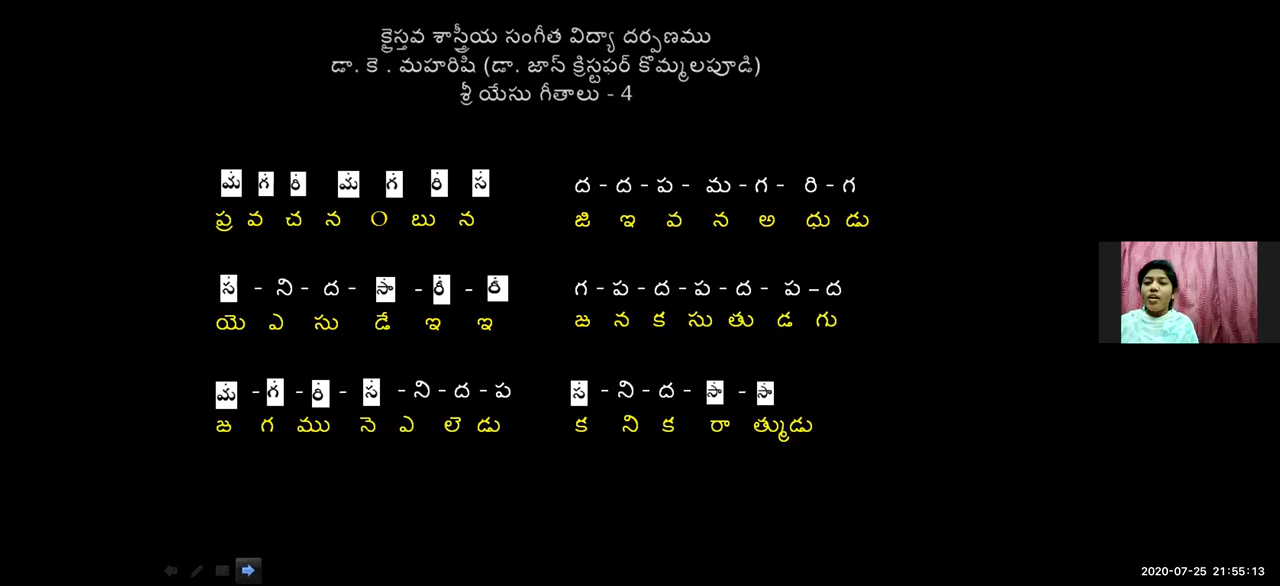 క్రైస్తవ శాస్త్రీయ సంగీత విద్యా దర్పణము
డా. కె . మహరిషి (డా. జాన్ క్రిస్టఫర్ కొమ్మలపూడి)
శ్రీ యేసు గీతాలు - 4
మ̇ గ̇ రి̇ మ̇ గ̇ రి̇ స̇ ద - ద - ప - మ - గ - రి - గ
ప్ర వ చ న ం బు న జి ఇ వ న అ ధు డు
స̇ - ని - ద - సా̇ - రీ̇ - రీ̇ గ - ప - ద - ప - ద - ప – ద
యె ఎ సు డే ఇ ఇ జ న క సు తు డ గు
మ̇ - గ̇ - రి̇ - స̇ - ని - ద - ప స̇ - ని - ద - సా̇ - సా̇
జ గ ము నె ఎ లె డు క ని క రా త్ముడు
2020-07-25 21:55:13